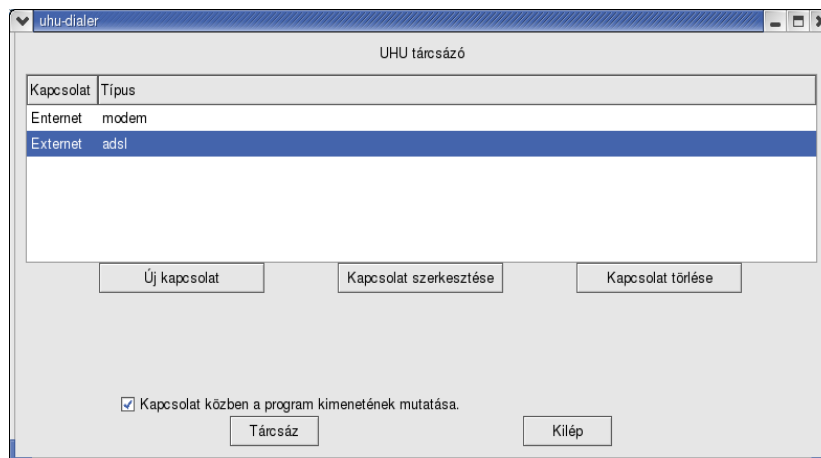 uhu-dialer
UHU tárcsázó
Kapcsolat Típus
Enternet modem
Externet adsl
Új kapcsolat Kapcsolat szerkesztése Kapcsolat törlése
Kapcsolat közben a program kimenetének mutatása.
Tárcsáz Kilép